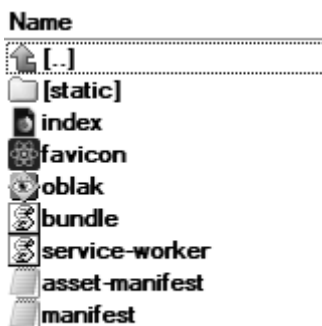 Name
[..]
[static]
index
favicon
oblak
bundle
service-worker
asset-manifest
manifest